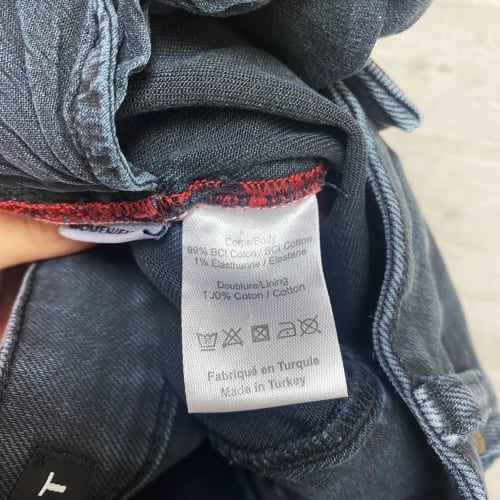 Corps/Body
99% BCI Coton / BCI Cotton
1% Élasthanne / Elastane
Doublure/Lining
100% Coton / Cotton
Fabriqué en Turquie
Made in Turkey
T